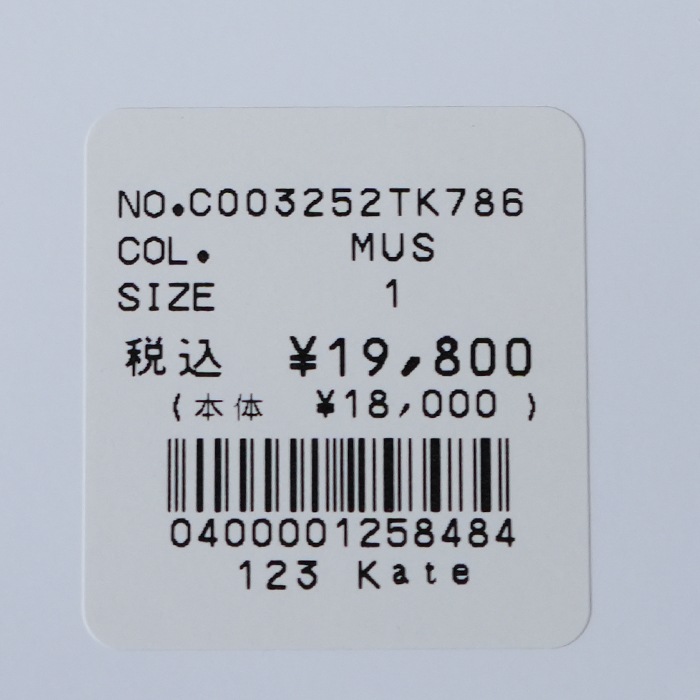 NO.C003252TK786
COL. MUS
SIZE 1
税込 ¥19,800
(本体 ¥18,000 )
0400001258484
123 Kate